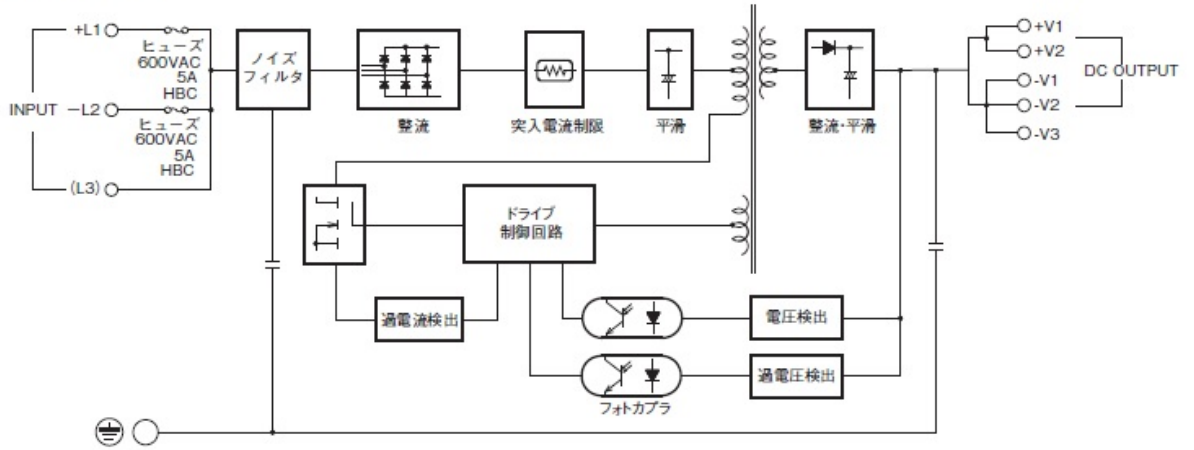 +L1
ヒューズ
600VAC
5A
HBC
INPUT
−L2
ヒューズ
600VAC
5A
HBC
(L3)
ノイズ
フィルタ
整流
突入電流制限
平滑
整流・平滑
+V1
+V2
-V1
-V2
-V3
DC OUTPUT
ドライブ
制御回路
過電流検出
電圧検出
過電圧検出
フォトカプラ